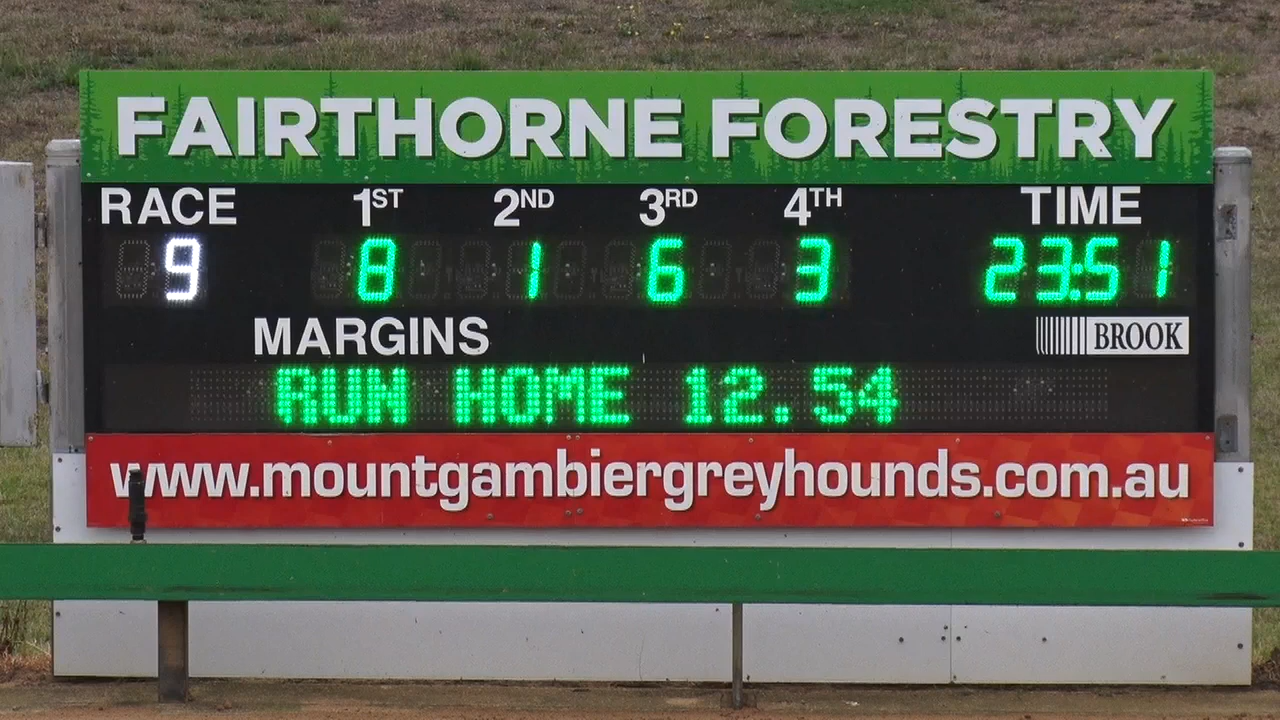 FAIRTHORNE FORESTRY
RACE 1ST 2ND 3RD 4TH TIME
9 8 1 6 3 23:51
MARGINS
BROOK
RUN HOME 12.54
www.mountgambiergreyhounds.com.au